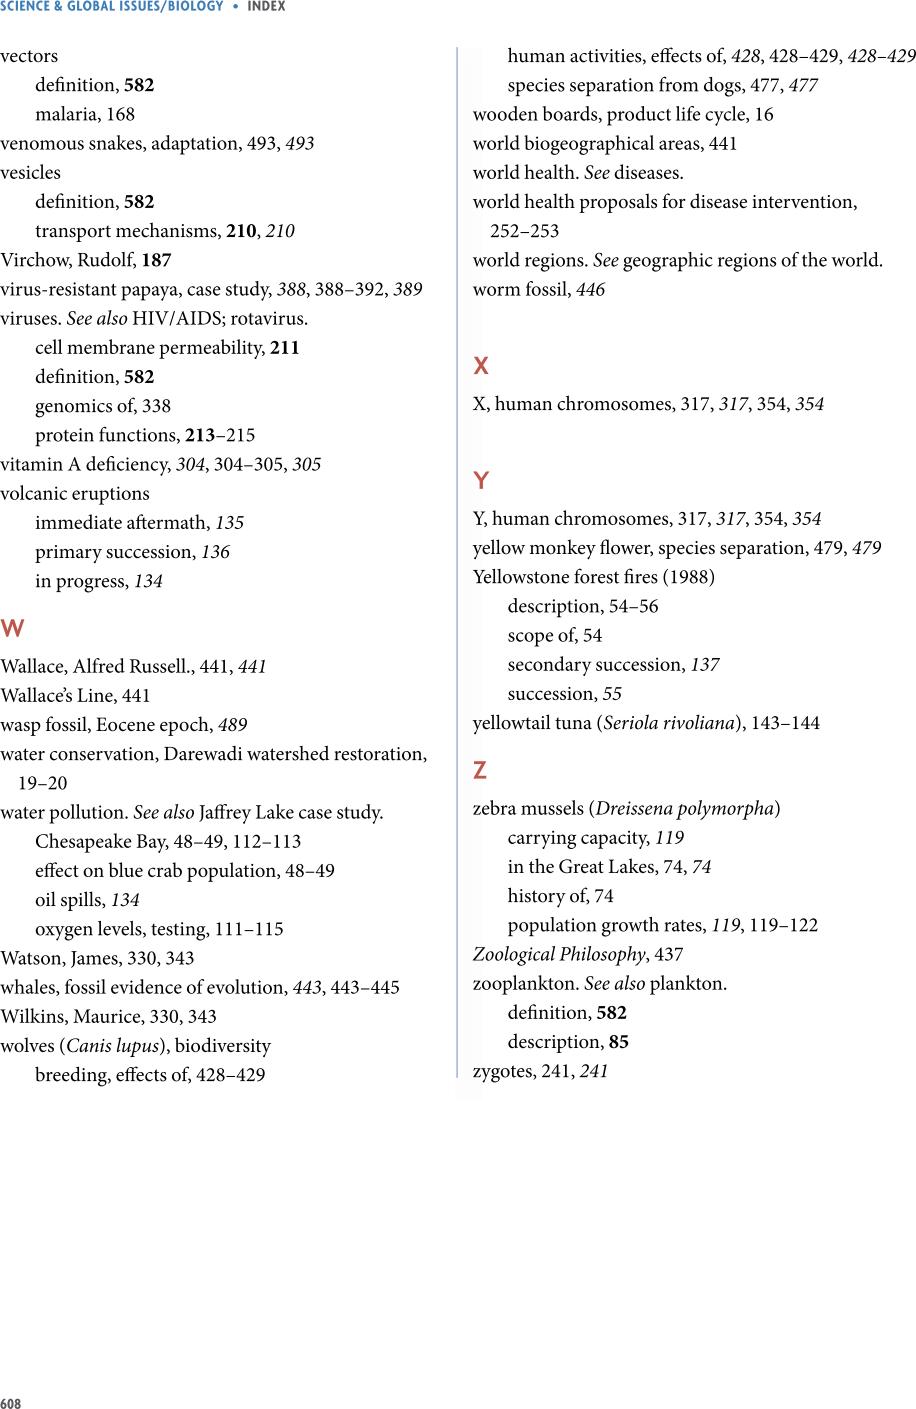 SCIENCE & GLOBAL ISSUES/BIOLOGY • INDEX
vectors
definition, 582
malaria, 168
venomous snakes, adaptation, 493, 493
vesicles
definition, 582
transport mechanisms, 210, 210
Virchow, Rudolf, 187
virus-resistant papaya, case study, 388, 388–392, 389
viruses. See also HIV/AIDS; rotavirus.
cell membrane permeability, 211
definition, 582
genomics of, 338
protein functions, 213–215
vitamin A deficiency, 304, 304–305, 305
volcanic eruptions
immediate aftermath, 135
primary succession, 136
in progress, 134
W
Wallace, Alfred Russell., 441, 441
Wallace’s Line, 441
wasp fossil, Eocene epoch, 489
water conservation, Darewadi watershed restoration,
19–20
water pollution. See also Jaffrey Lake case study.
Chesapeake Bay, 48–49, 112–113
effect on blue crab population, 48–49
oil spills, 134
oxygen levels, testing, 111–115
Watson, James, 330, 343
whales, fossil evidence of evolution, 443, 443–445
Wilkins, Maurice, 330, 343
wolves (Canis lupus), biodiversity
breeding, effects of, 428–429
human activities, effects of, 428, 428–429, 428–429
species separation from dogs, 477, 477
wooden boards, product life cycle, 16
world biogeographical areas, 441
world health. See diseases.
world health proposals for disease intervention,
252–253
world regions. See geographic regions of the world.
worm fossil, 446
X
X, human chromosomes, 317, 317, 354, 354
Y
Y, human chromosomes, 317, 317, 354, 354
yellow monkey flower, species separation, 479, 479
Yellowstone forest fires (1988)
description, 54–56
scope of, 54
secondary succession, 137
succession, 55
yellowtail tuna (Seriola rivoliana), 143–144
Z
zebra mussels (Dreissena polymorpha)
carrying capacity, 119
in the Great Lakes, 74, 74
history of, 74
population growth rates, 119, 119–122
Zoological Philosophy, 437
zooplankton. See also plankton.
definition, 582
description, 85
zygotes, 241, 241
608